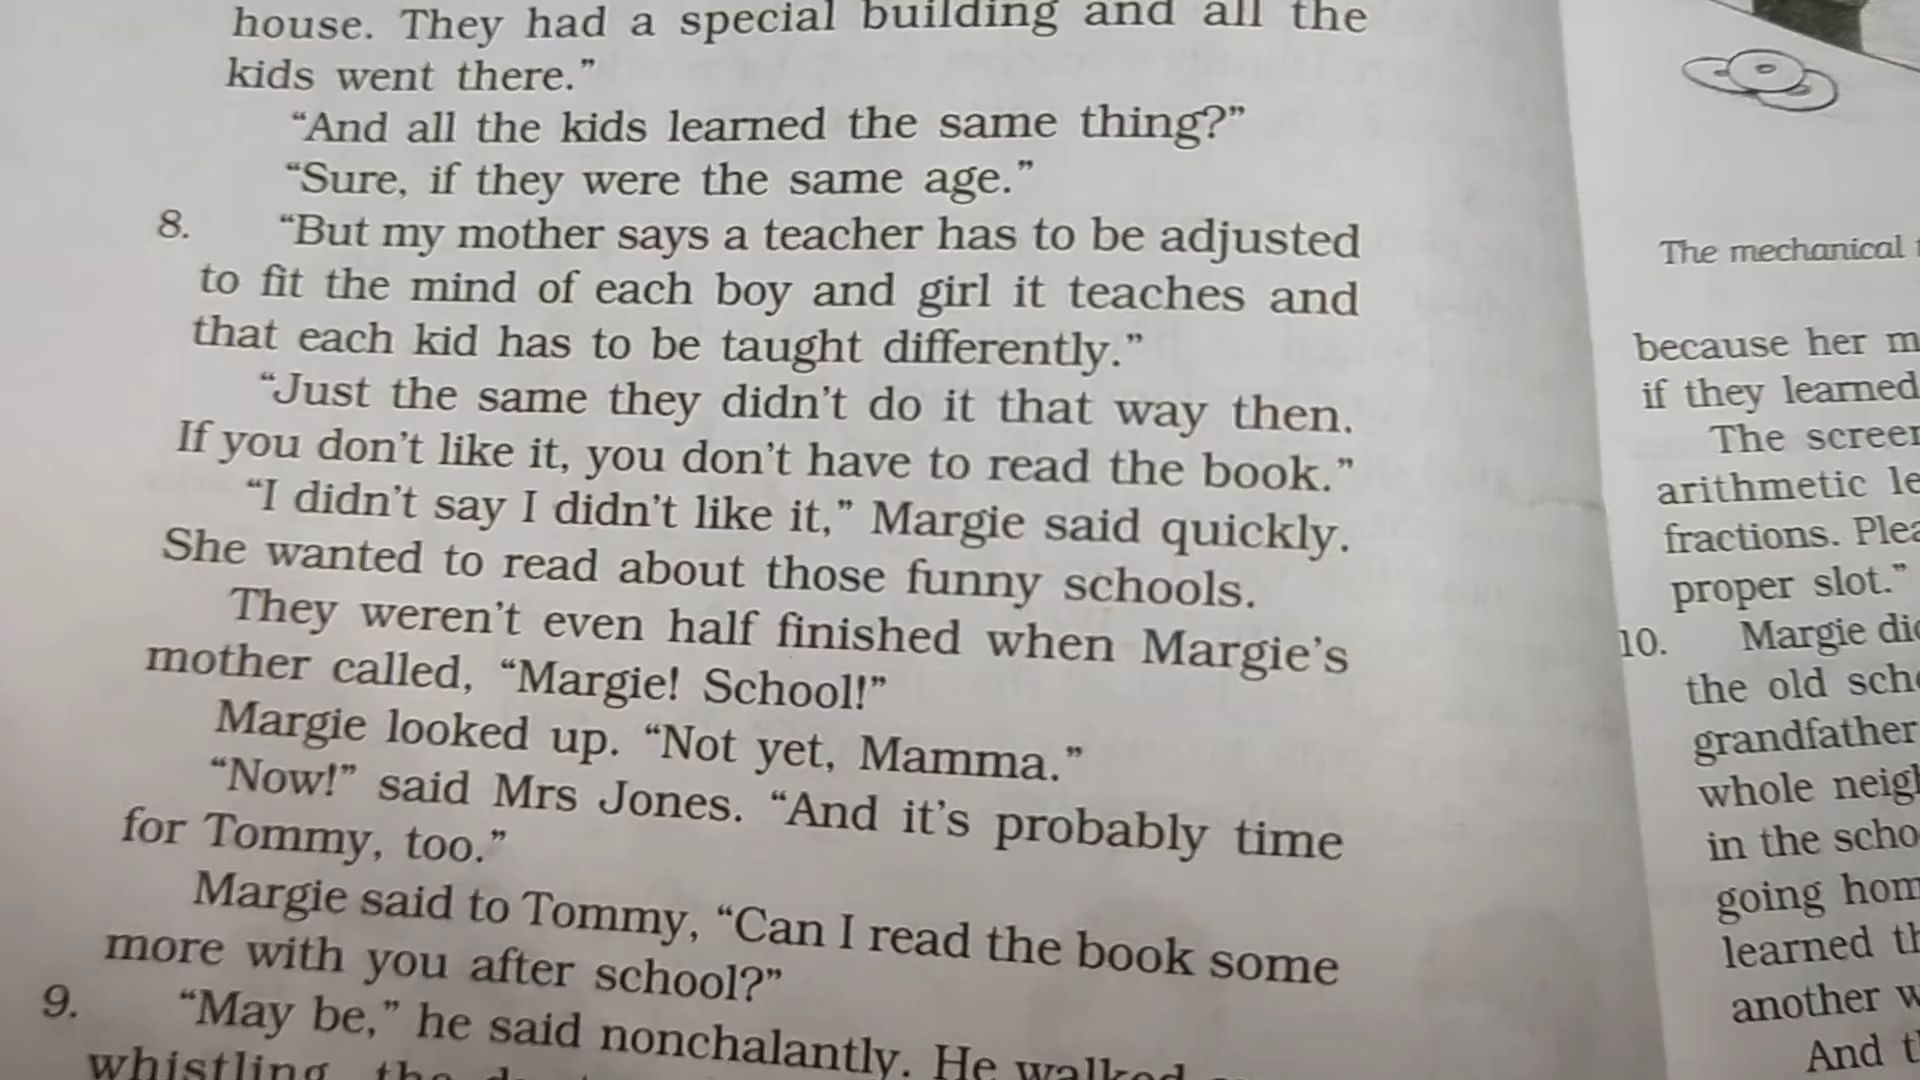 house. They had a special building and all the
kids went there.”
“And all the kids learned the same thing?”
“Sure, if they were the same age.”
8. “But my mother says a teacher has to be adjusted
to fit the mind of each boy and girl it teaches and
that each kid has to be taught differently.”
“Just the same they didn’t do it that way then.
If you don’t like it, you don’t have to read the book.”
“I didn’t say I didn’t like it,” Margie said quickly.
She wanted to read about those funny schools.
They weren’t even half finished when Margie’s
mother called, “Margie! School!”
Margie looked up. “Not yet, Mamma.”
“Now!” said Mrs Jones. “And it’s probably time
for Tommy, too.”
Margie said to Tommy, “Can I read the book some
more with you after school?”
9. “May be,” he said nonchalantly. He walked
whistling, the
The mechanical
because her
if they learned
The
arithmetic
fractions.
proper slot.”
10. Margie
the old
grandfather
whole
in the
going
learned
another
And